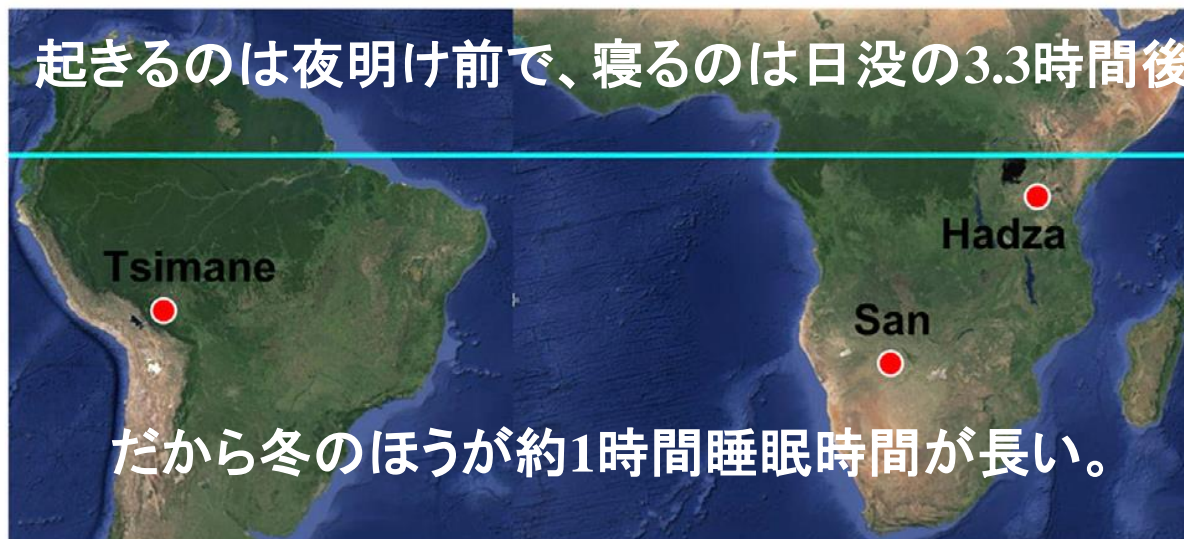 起きるのは夜明け前で、寝るのは日没の3.3時間後
Hadza
Tsimane
San
だから冬のほうが約1時間睡眠時間が長い。